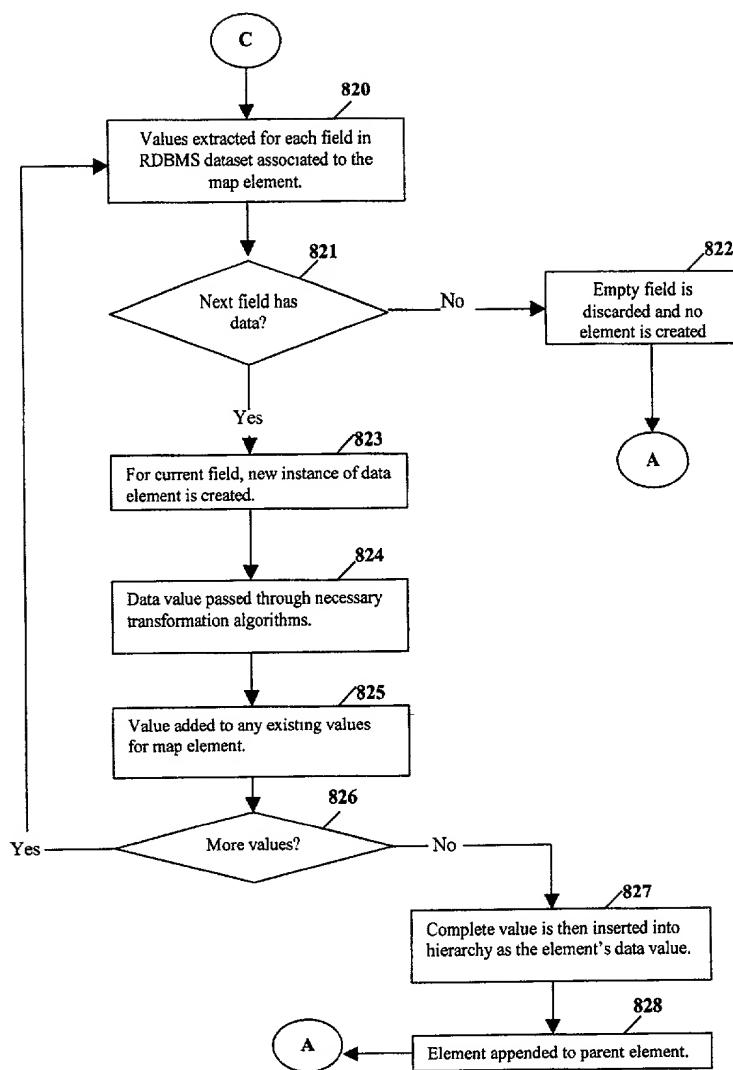 C
820
Values extracted for each field in
RDBMS dataset associated to the
map element.
821
Next field has
data?
No
822
Empty field is
discarded and no
element is created
A
Yes
823
For current field, new instance of data
element is created.
824
Data value passed through necessary
transformation algorithms.
825
Value added to any existing values
for map element.
826
More values?
Yes
No
827
Complete value is then inserted into
hierarchy as the element's data value.
828
Element appended to parent element.
A